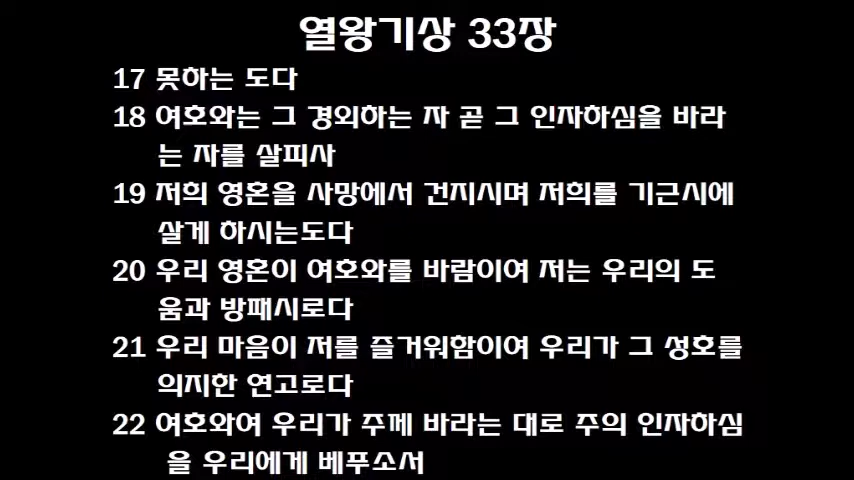 열왕기상 33장
17 못하는 도다
18 여호와는 그 경외하는 자 곧 그 인자하심을 바라
는 자를 살피사
19 저희 영혼을 사망에서 건지시며 저희를 기근시에
살게 하시는도다
20 우리 영혼이 여호와를 바람이여 저는 우리의 도
움과 방패시로다
21 우리 마음이 저를 즐거워함이여 우리가 그 성호를
의지한 연고로다
22 여호와여 우리가 주께 바라는 대로 주의 인자하심
을 우리에게 베푸소서